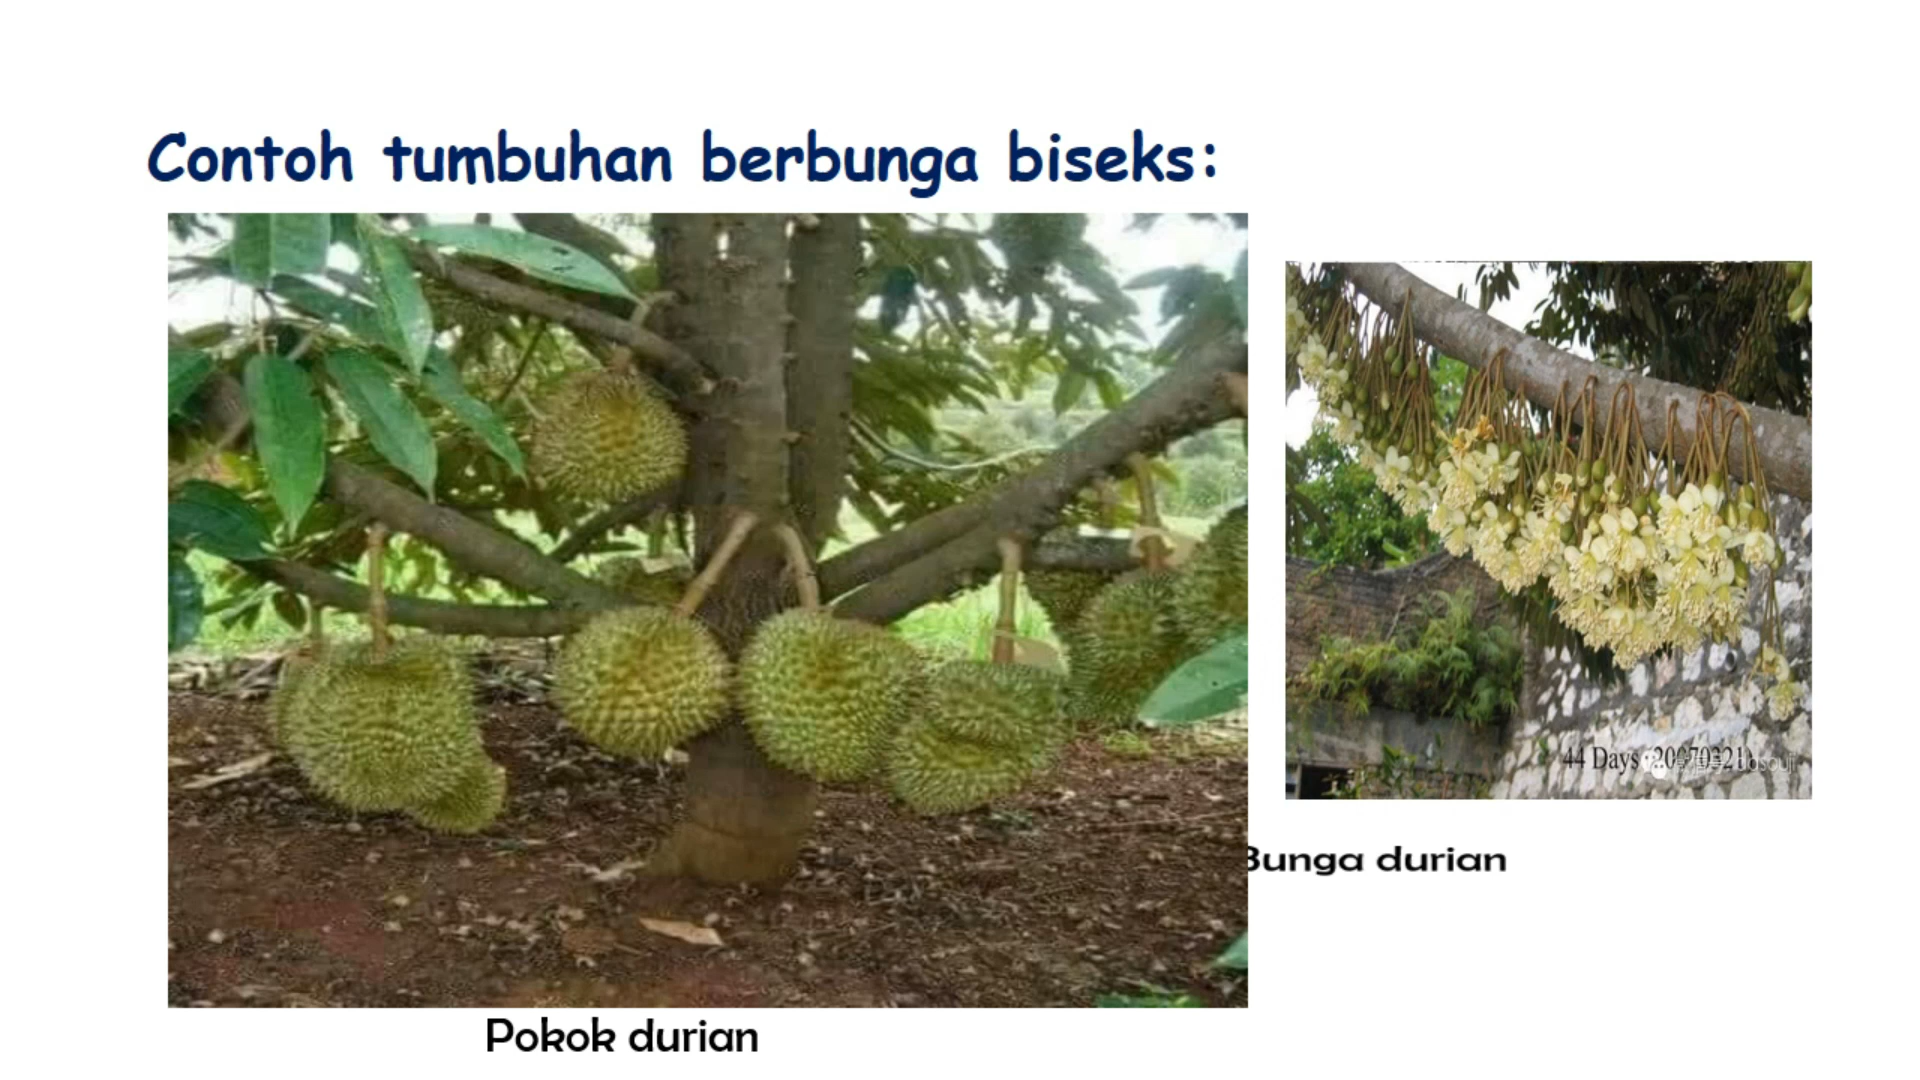 Contoh tumbuhan berbunga biseks:
44 Days
Bunga durian
Pokok durian